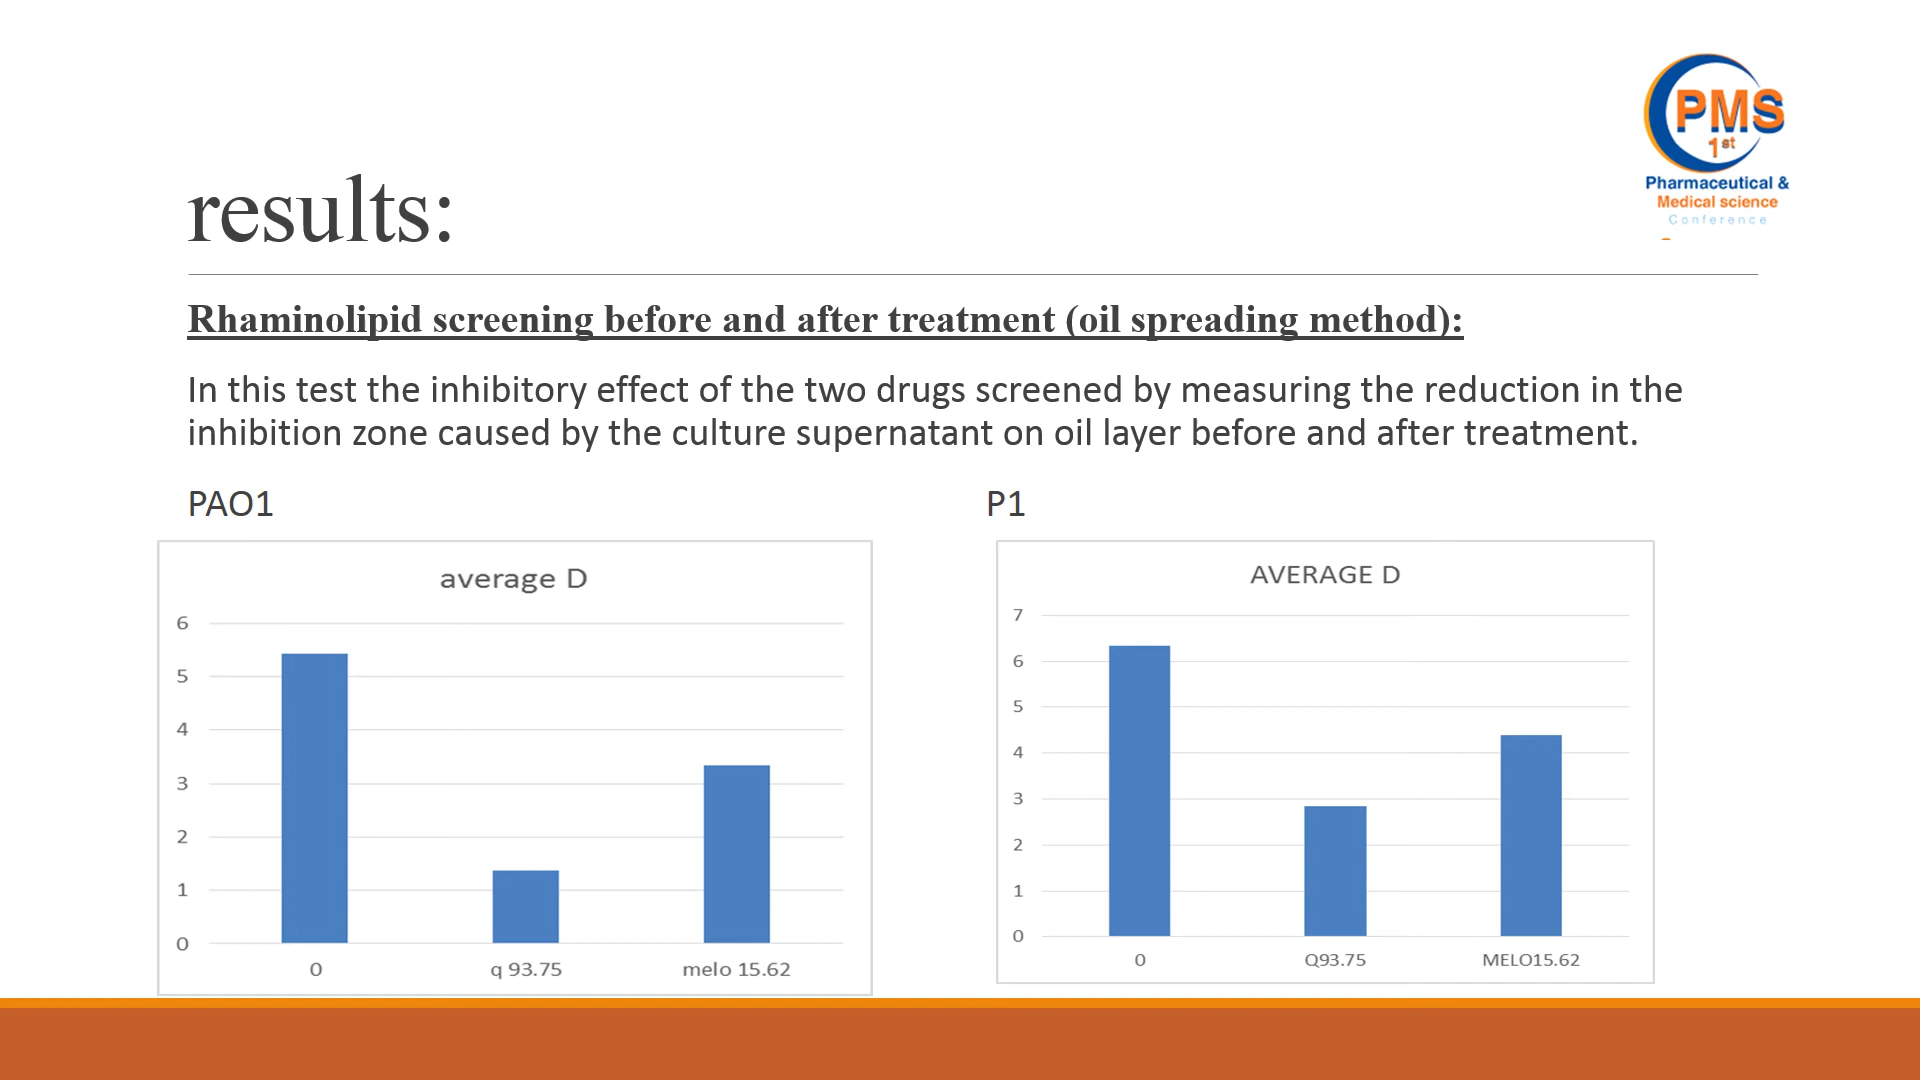 PMS
1st
Pharmaceutical &
Medical science
Conference
results:
Rhaminolipid screening before and after treatment (oil spreading method):
In this test the inhibitory effect of the two drugs screened by measuring the reduction in the
inhibition zone caused by the culture supernatant on oil layer before and after treatment.
PAO1
P1
average D
6
5
4
3
2
1
0
0 q 93.75 melo 15.62
AVERAGE D
7
6
5
4
3
2
1
0
0 Q93.75 MELO15.62